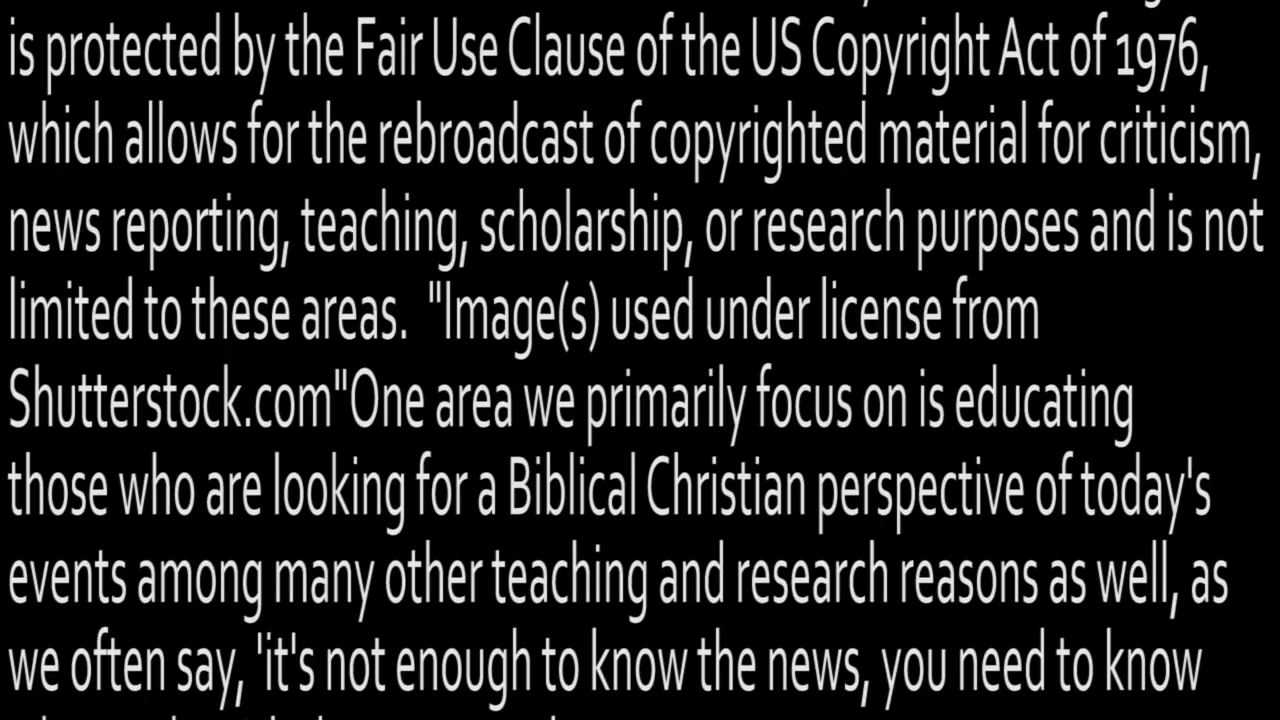 is protected by the Fair Use Clause of the US Copyright Act of 1976,
which allows for the rebroadcast of copyrighted material for criticism,
news reporting, teaching, scholarship, or research purposes and is not
limited to these areas.  "Image(s) used under license from
Shutterstock.com"One area we primarily focus on is educating
those who are looking for a Biblical Christian perspective of today's
events among many other teaching and research reasons as well, as
we often say, 'it's not enough to know the news, you need to know